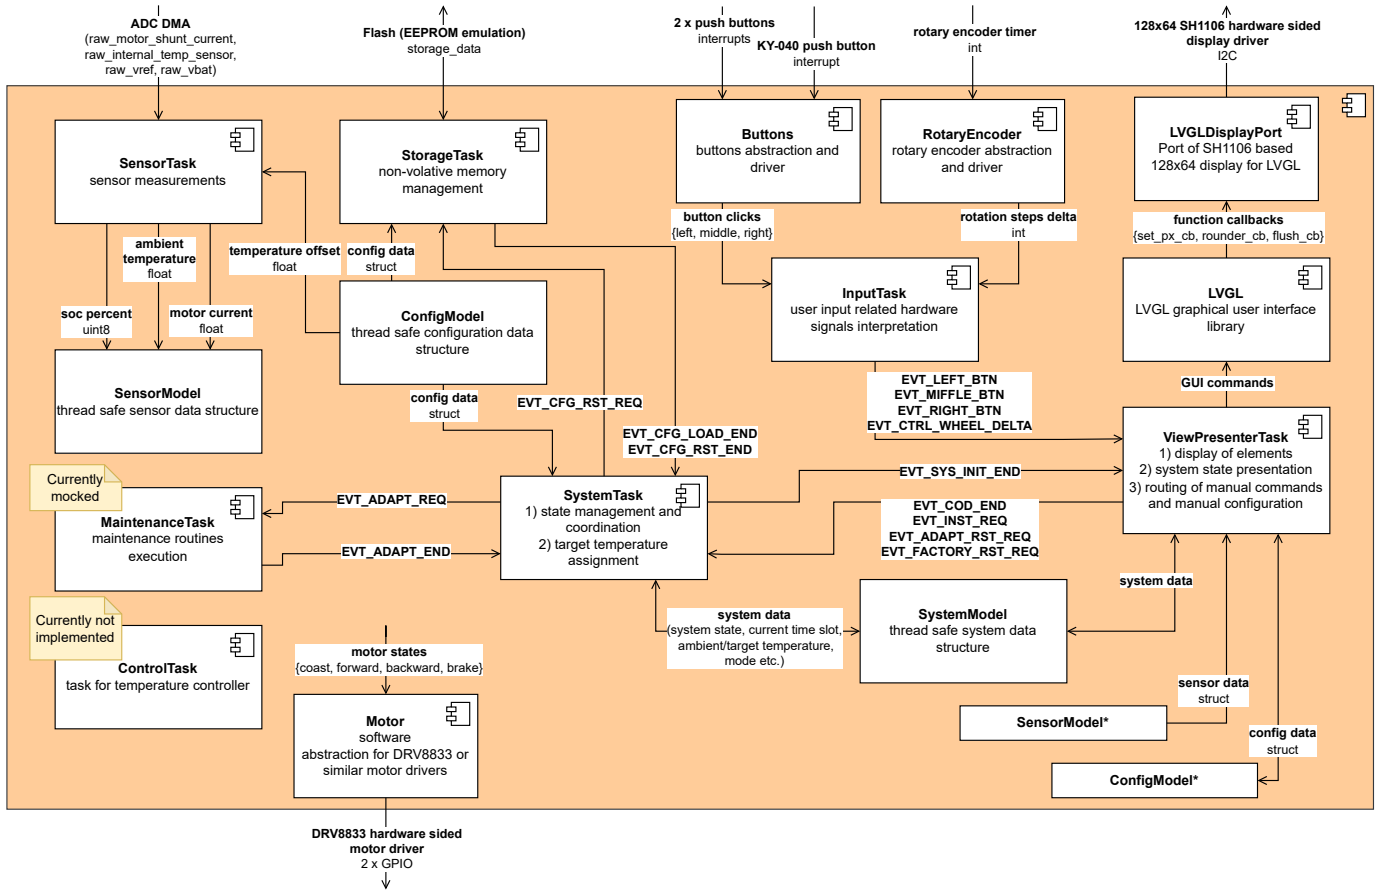 ADC DMA
(raw_motor_shunt_current,
raw_internal_temp_sensor,
raw_vref, raw_vbat)
Flash (EEPROM emulation)
storage_data
2 x push buttons
interrupts
KY-040 push button
interrupt
rotary encoder timer
int
128x64 SH1106 hardware sided
display driver
I2C
SensorTask
sensor measurements
StorageTask
non-volative memory
management
Buttons
buttons abstraction and
driver
RotaryEncoder
rotary encoder abstraction
and driver
LVGLDisplayPort
Port of SH1106 based
128x64 display for LVGL
soc percent
uint8
ambient
temperature
float
motor current
float
temperature offset
float
config data
struct
button clicks
{left, middle, right}
rotation steps delta
int
function callbacks
{set_px_cb, rounder_cb, flush_cb}
ConfigModel
thread safe configuration data
structure
InputTask
user input related hardware
signals interpretation
LVGL
LVGL graphical user interface
library
SensorModel
thread safe sensor data structure
config data
struct
EVT_CFG_RST_REQ
EVT_CFG_LOAD_END
EVT_CFG_RST_END
EVT_LEFT_BTN
EVT_MIFFLE_BTN
EVT_RIGHT_BTN
EVT_CTRL_WHEEL_DELTA
GUI commands
ViewPresenterTask
1) display of elements
2) system state presentation
3) routing of manual commands
and manual configuration
Currently
mocked
MaintenanceTask
maintenance routines
execution
EVT_ADAPT_REQ
EVT_ADAPT_END
SystemTask
1) state management and
coordination
2) target temperature
assignment
EVT_SYS_INIT_END
EVT_COD_END
EVT_INST_REQ
EVT_ADAPT_RST_REQ
EVT_FACTORY_RST_REQ
system data
Currently not
implemented
ControlTask
task for temperature controller
motor states
{coast, forward, backward, brake}
system data
(system state, current time slot,
ambient/target temperature,
mode etc.)
SystemModel
thread safe system data
structure
sensor data
struct
Motor
software
abstraction for DRV8833 or
similar motor drivers
SensorModel*
config data
struct
ConfigModel*
DRV8833 hardware sided
motor driver
2 x GPIO